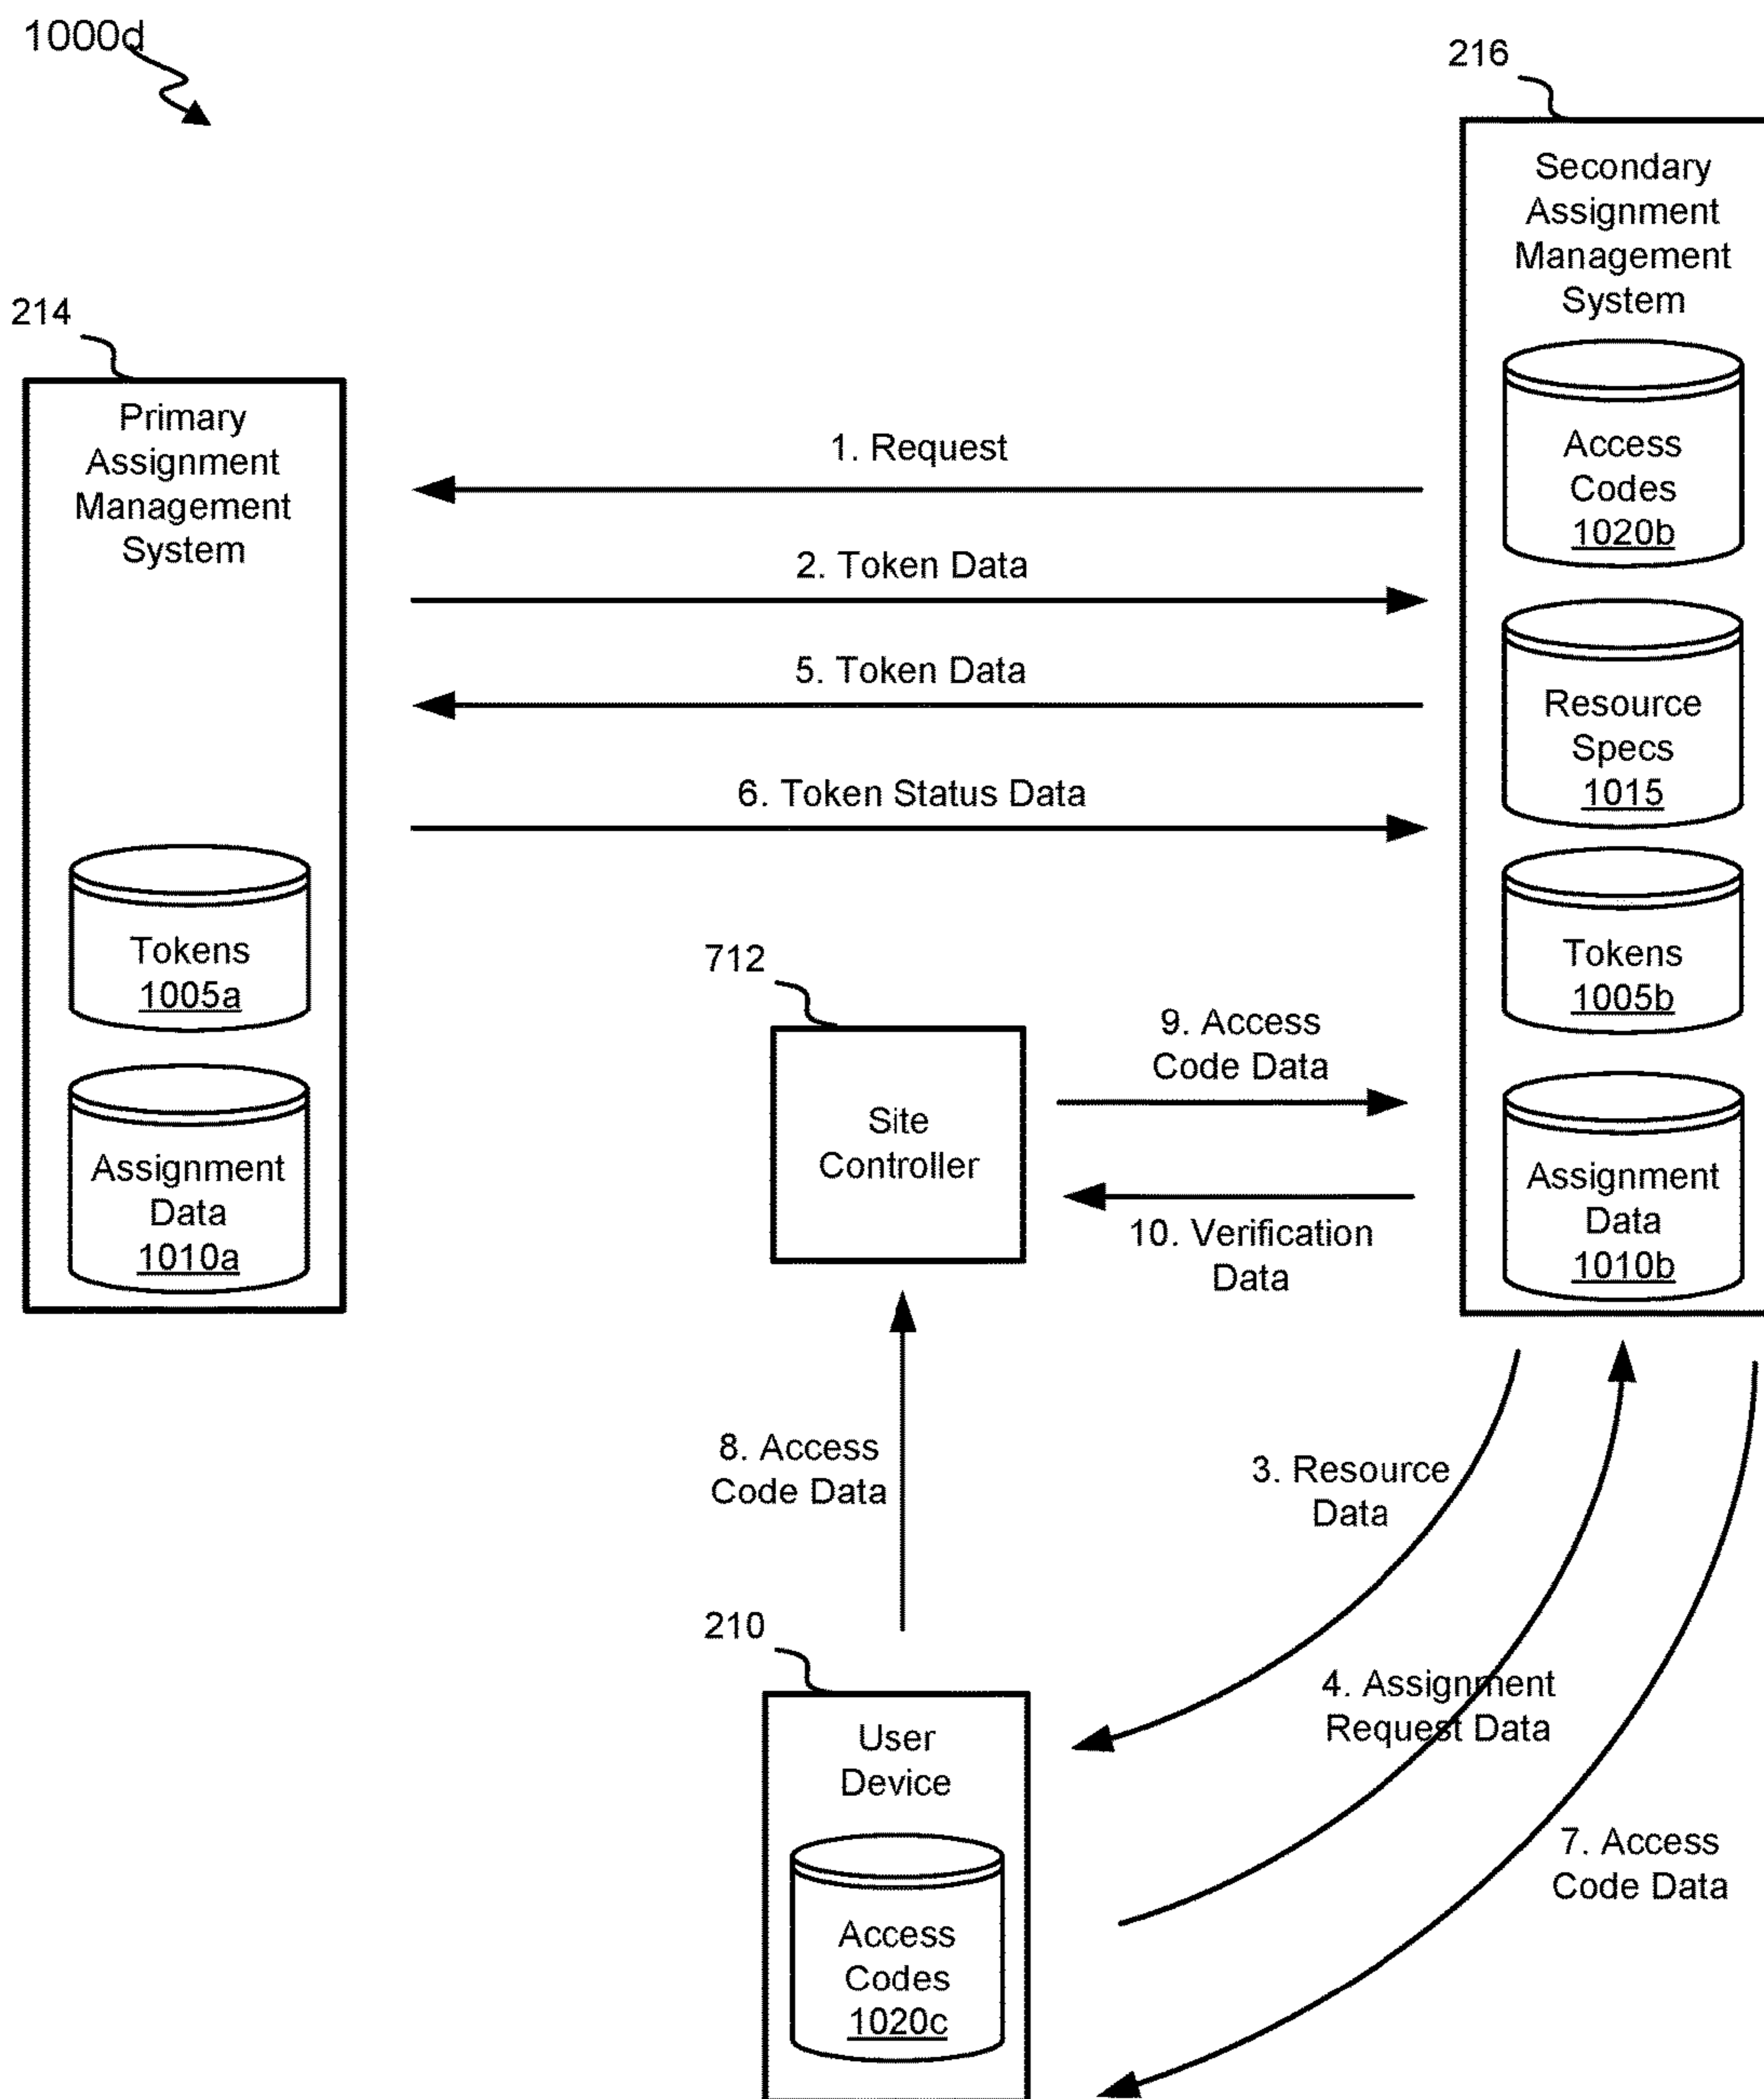 1000d
216
Secondary
Assignment
Management
System
214
Primary
Assignment
Management
System
1. Request
Access
Codes
1020b
2. Token Data
5. Token Data
Resource
Specs
1015
6. Token Status Data
Tokens
1005a
712
Tokens
1005b
9. Access
Code Data
Site
Controller
Assignment
Data
1010a
Assignment
Data
1010b
10. Verification
Data
8. Access
Code Data
3. Resource
Data
210
4. Assignment
Request Data
User
Device
7. Access
Code Data
Access
Codes
1020c